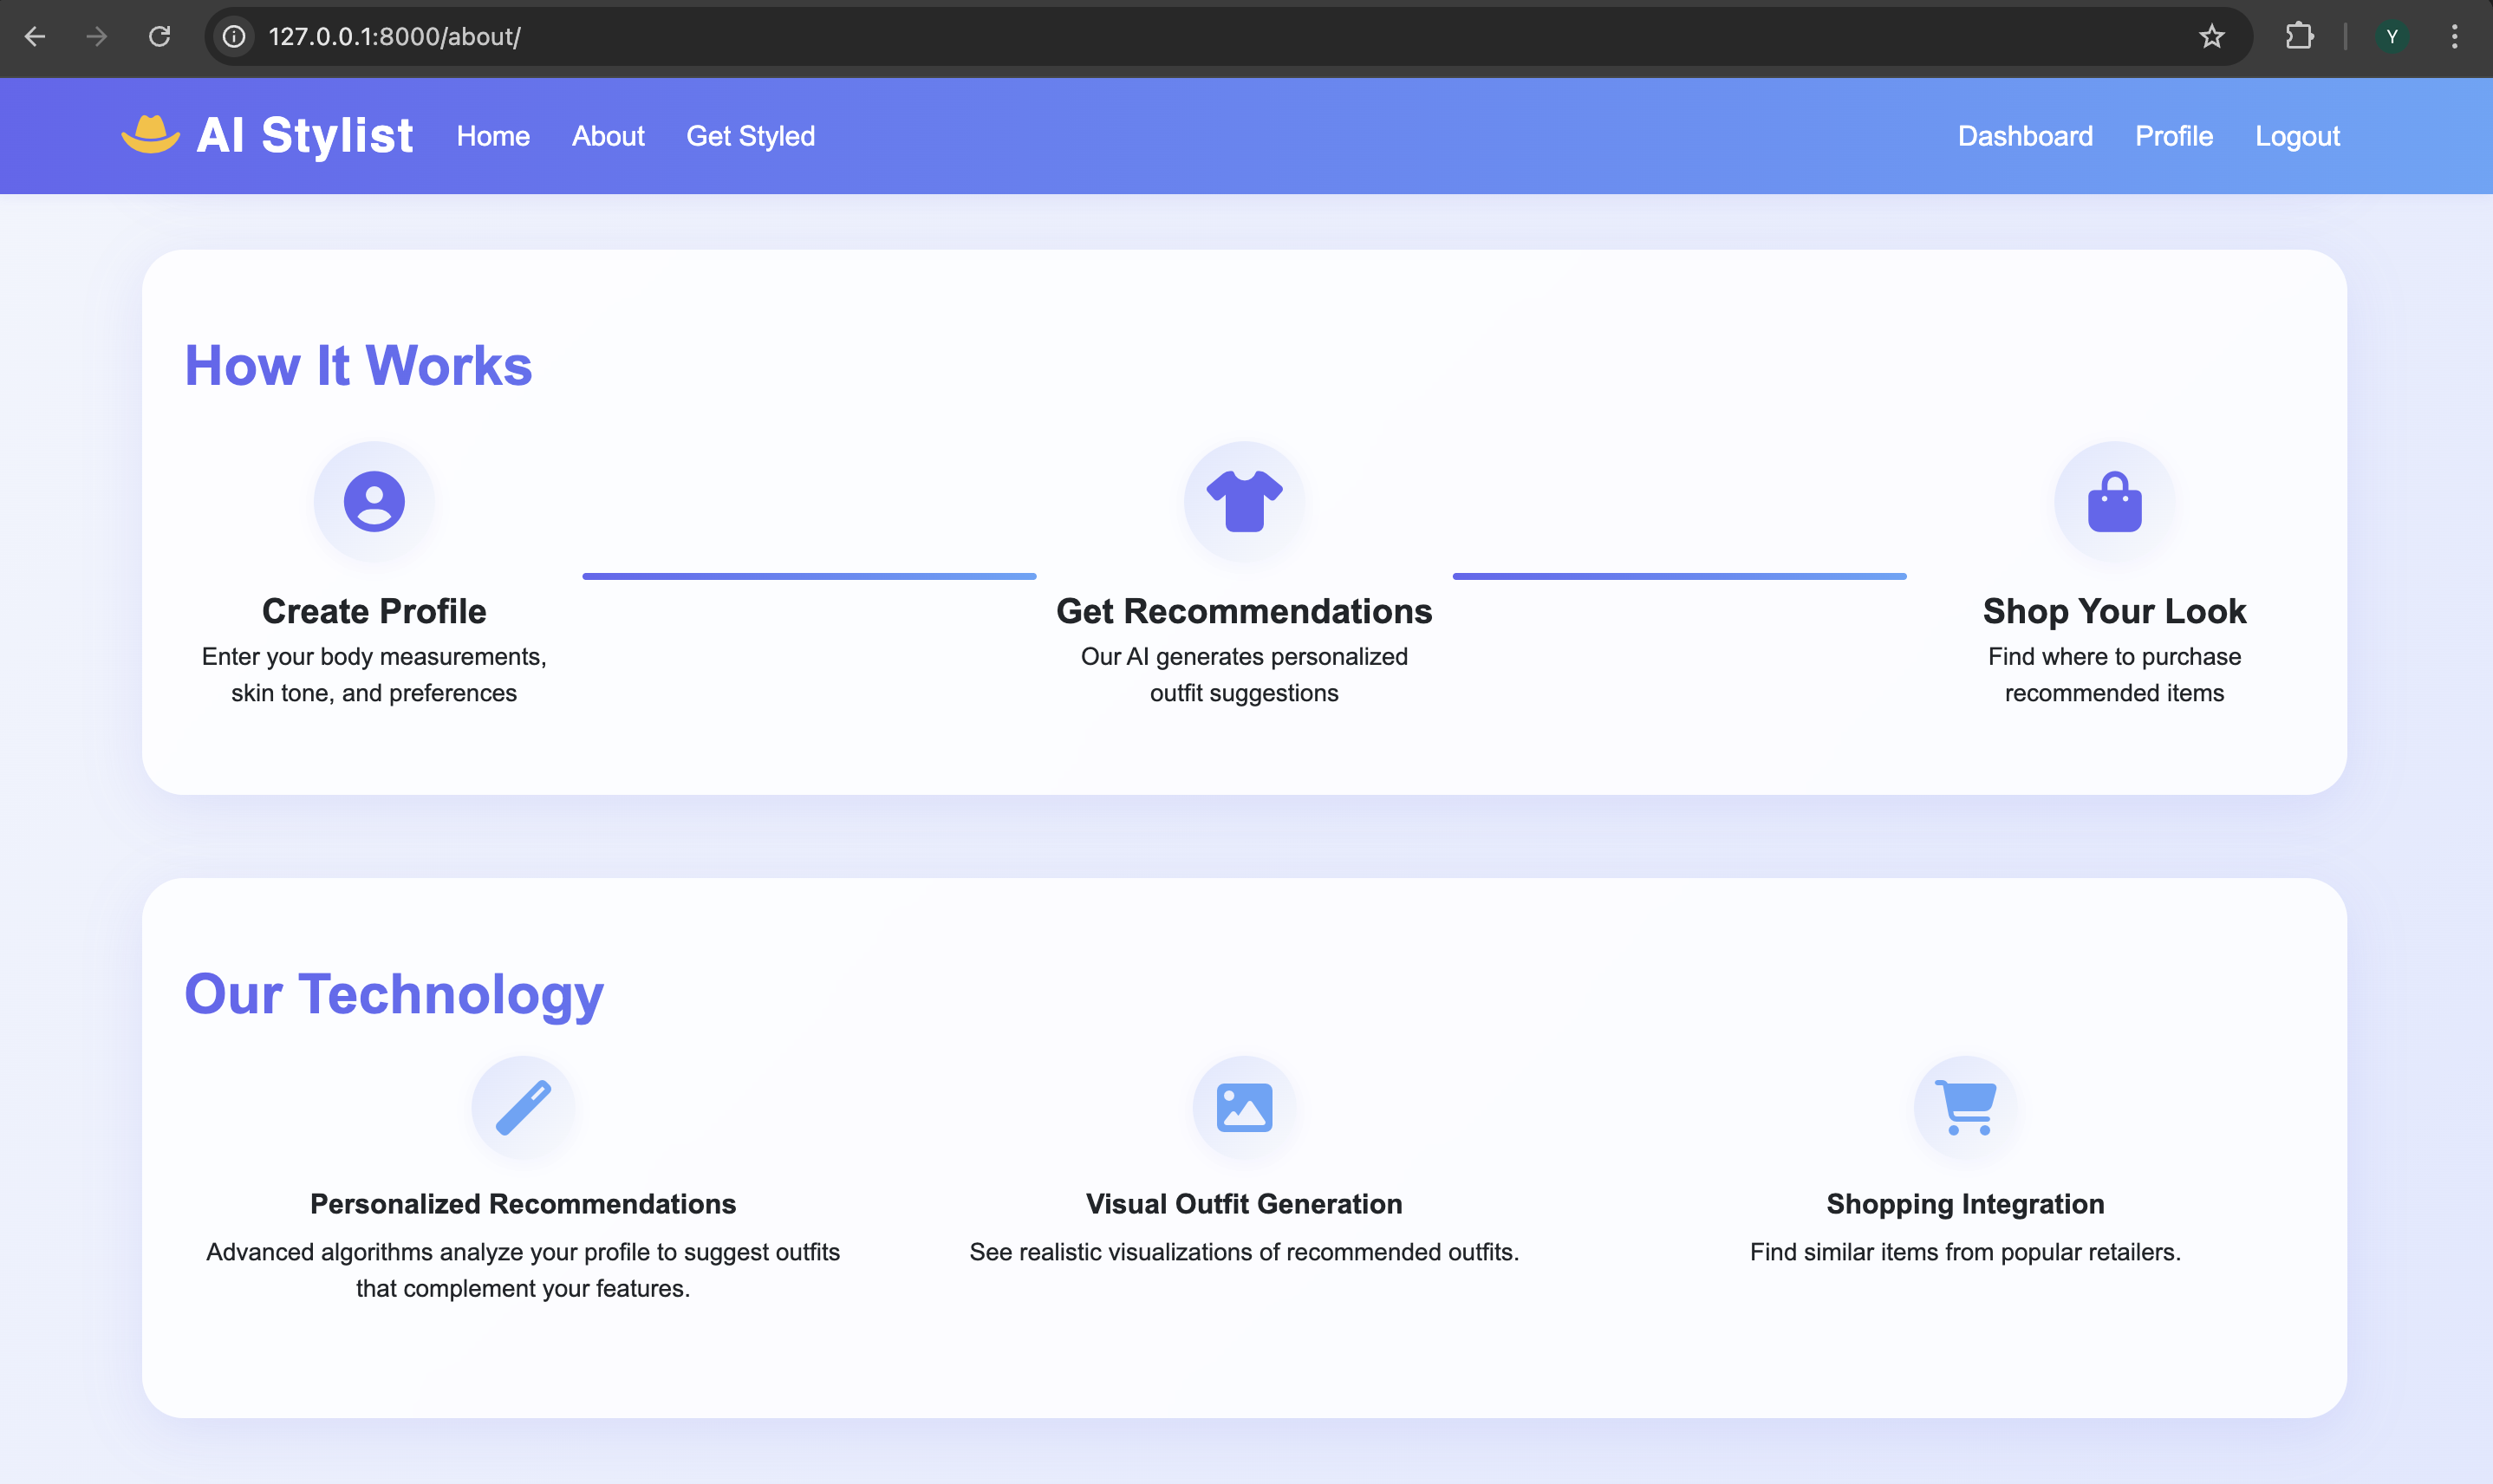 127.0.0.1:8000/about/
Y
AI Stylist
Home
About
Get Styled
Dashboard
Profile
Logout
How It Works
Create Profile
Enter your body measurements,
skin tone, and preferences
Get Recommendations
Our AI generates personalized
outfit suggestions
Shop Your Look
Find where to purchase
recommended items
Our Technology
Personalized Recommendations
Advanced algorithms analyze your profile to suggest outfits
that complement your features.
Visual Outfit Generation
See realistic visualizations of recommended outfits.
Shopping Integration
Find similar items from popular retailers.